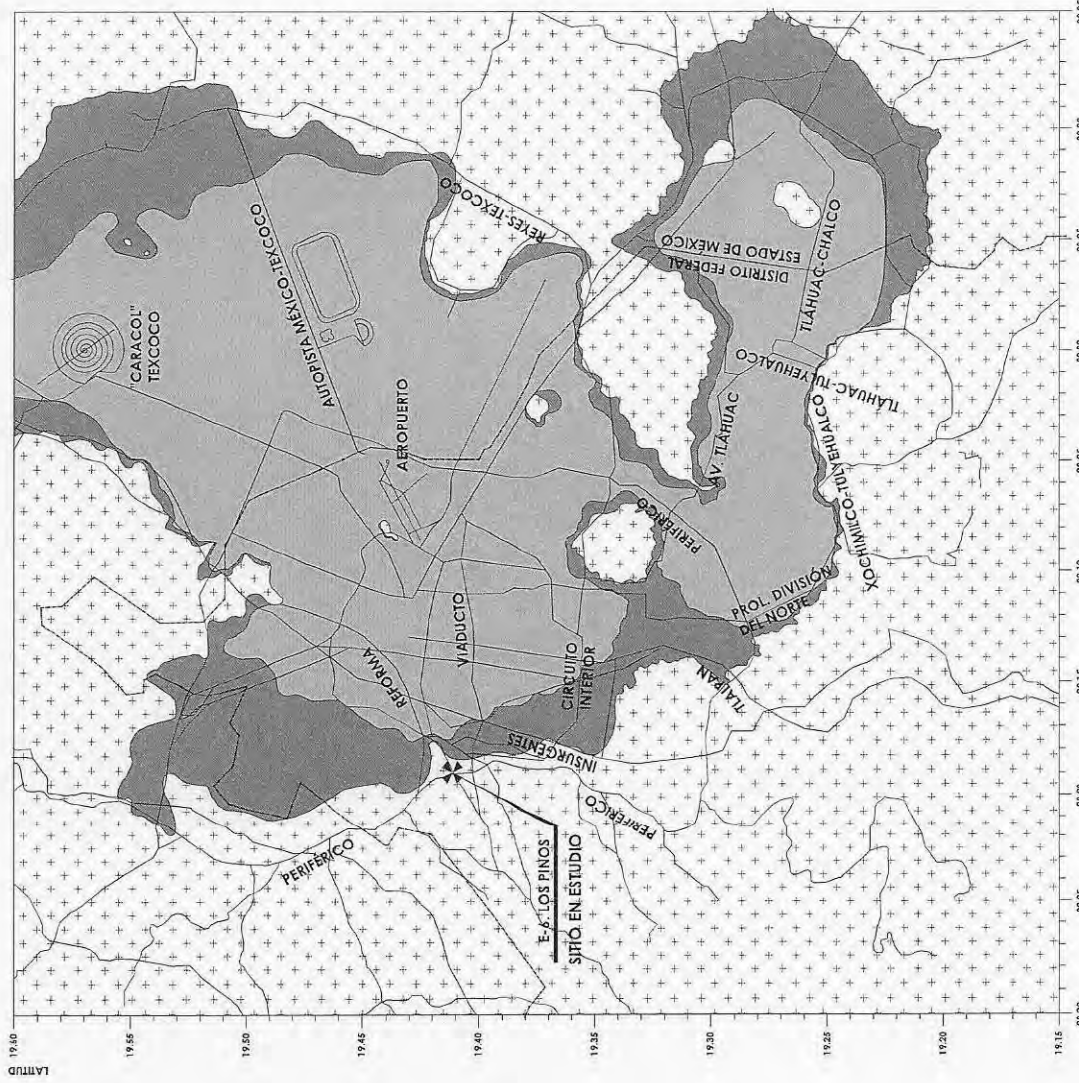 LATITUD
19.60
19.55
19.50
19.45
19.40
19.35
19.30
19.25
19.20
19.15
"CARACOL"
TEXCOCO
AUTOPISTA MÉXICO-TEXCOCO
AEROPUERTO
REYES-TEXCOCO
REFORMA
VIADUCTO
CIRCUITO
INTERIOR
INSURGENTES
PERIFÉRICO
PERIFÉRICO
PERIFÉRICO
TLALPAN
PROL. DIVISIÓN
DEL NORTE
AV. TLÁHUAC
DISTRITO FEDERAL
ESTADO DE MÉXICO
TLÁHUAC-CHALCO
TLÁHUAC-TULYEHUALCO
XOCHIMILCO-TULYEHUALCO
E-6. LOS PINOS
SITIO EN ESTUDIO